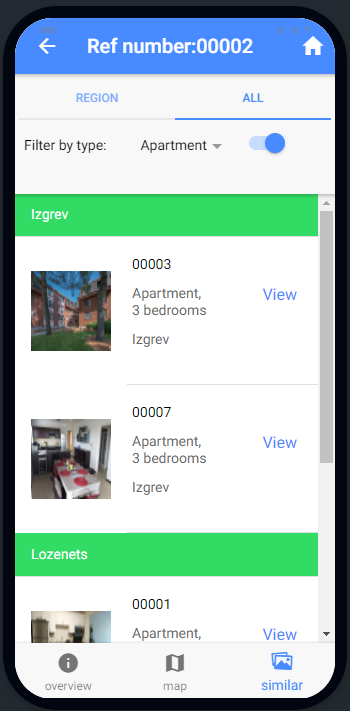 Ref number:00002
REGION
ALL
Filter by type:
Apartment
Izgrev
00003
Apartment,
3 bedrooms
View
Izgrev
00007
Apartment,
3 bedrooms
View
Izgrev
Lozenets
00001
Apartment,
View
overview
map
similar